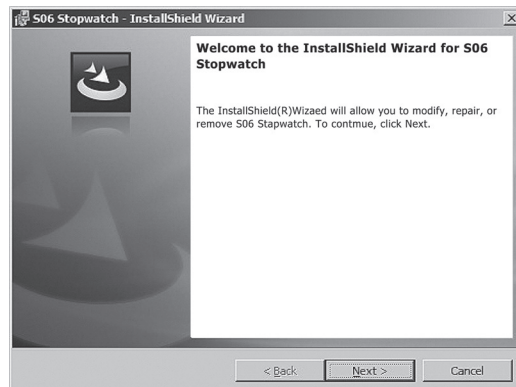 S06 Stopwatch - InstallShield Wizard
Welcome to the InstallShield Wizard for S06
Stopwatch
The InstallShield(R)Wizaed will allow you to modify, repair, or
remove S06 Stapwatch. To contmue, click Next.
< Back
Next >
Cancel